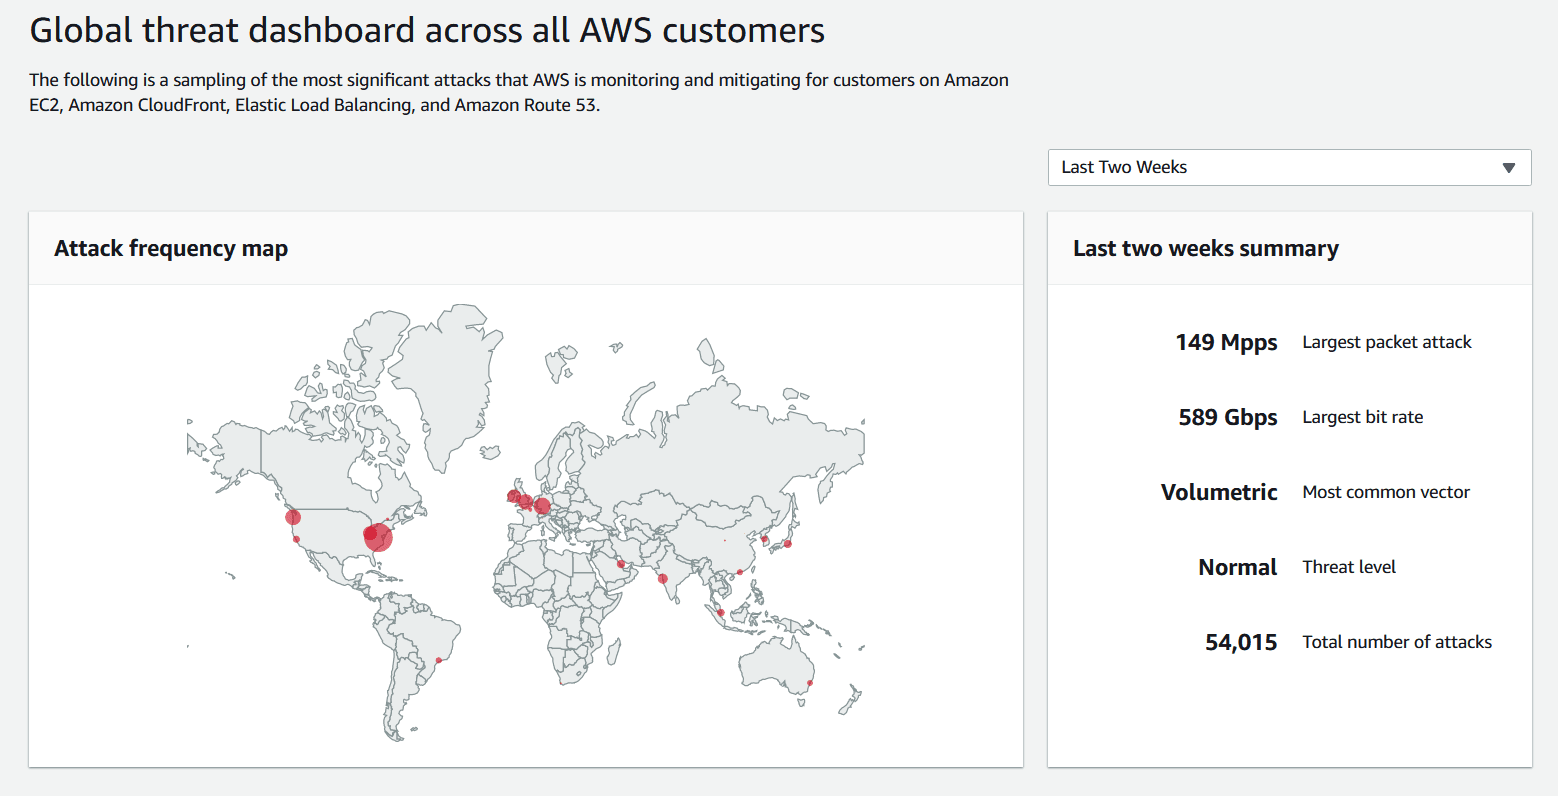 Global threat dashboard across all AWS customers
The following is a sampling of the most significant attacks that AWS is monitoring and mitigating for customers on Amazon
EC2, Amazon CloudFront, Elastic Load Balancing, and Amazon Route 53.
Last Two Weeks
Attack frequency map
Last two weeks summary
149 Mpps Largest packet attack
589 Gbps Largest bit rate
Volumetric Most common vector
Normal Threat level
54,015 Total number of attacks